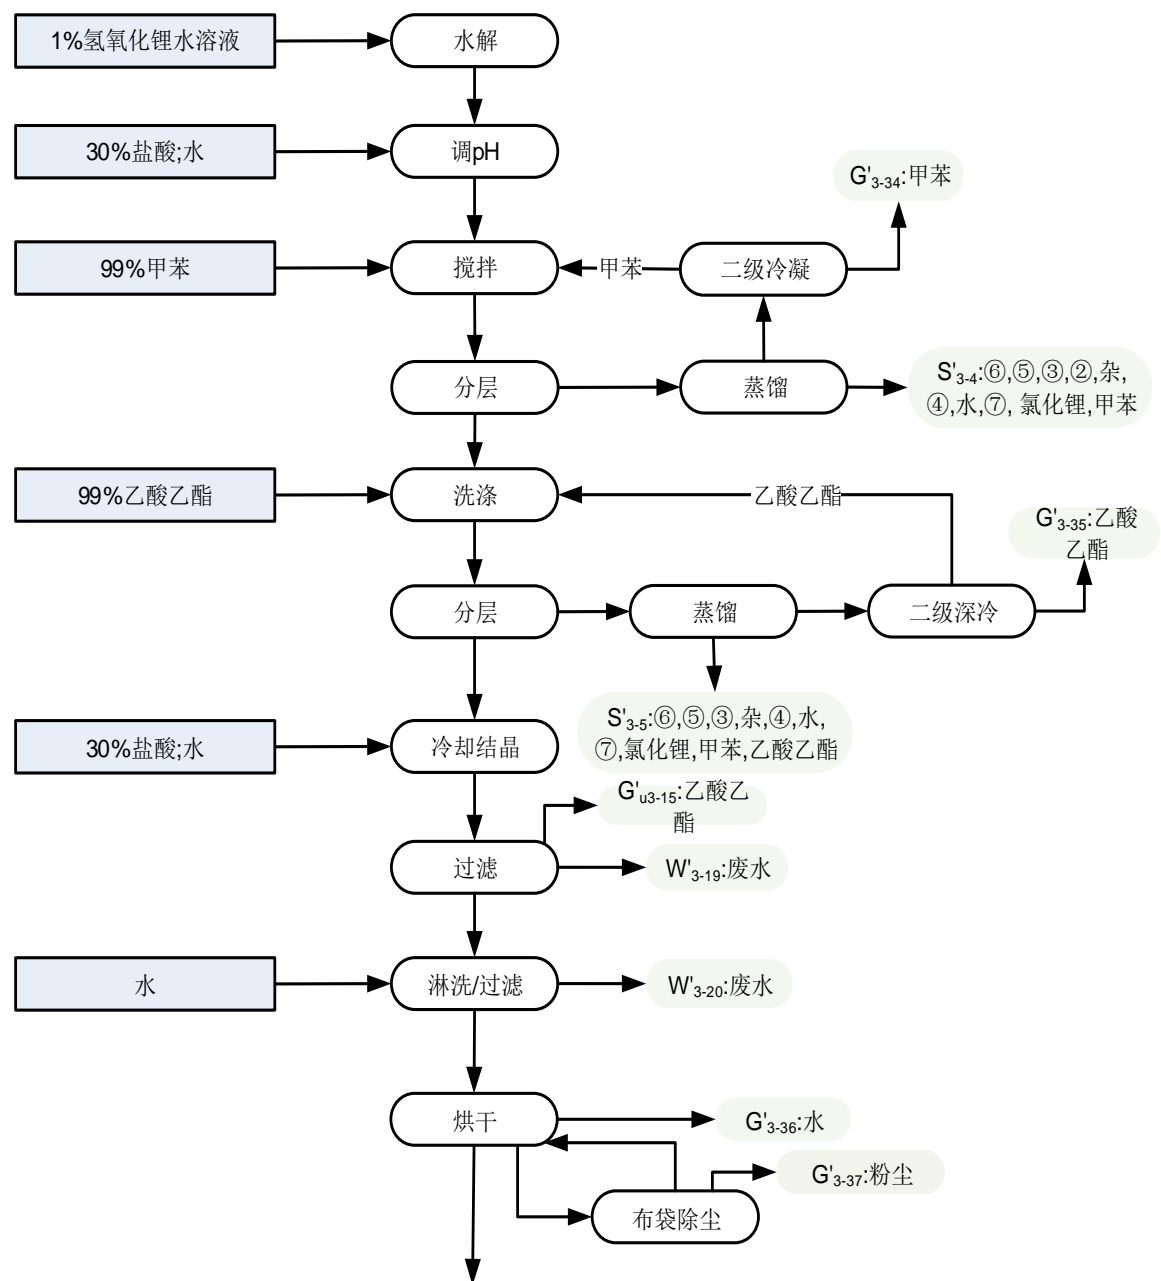 1%氢氧化锂水溶液
水解
30%盐酸;水
调pH
G'3-34:甲苯
99%甲苯
搅拌
甲苯
二级冷凝
分层
蒸馏
S'3-4:⑥,⑤,③,②,杂,
④,水,⑦, 氯化锂,甲苯
99%乙酸乙酯
洗涤
乙酸乙酯
G'3-35:乙酸
乙酯
分层
蒸馏
二级深冷
S'3-5:⑥,⑤,③,杂,④,水,
⑦,氯化锂,甲苯,乙酸乙酯
30%盐酸;水
冷却结晶
G'u3-15:乙酸乙
酯
过滤
W'3-19:废水
水
淋洗/过滤
W'3-20:废水
烘干
G'3-36:水
G'3-37:粉尘
布袋除尘